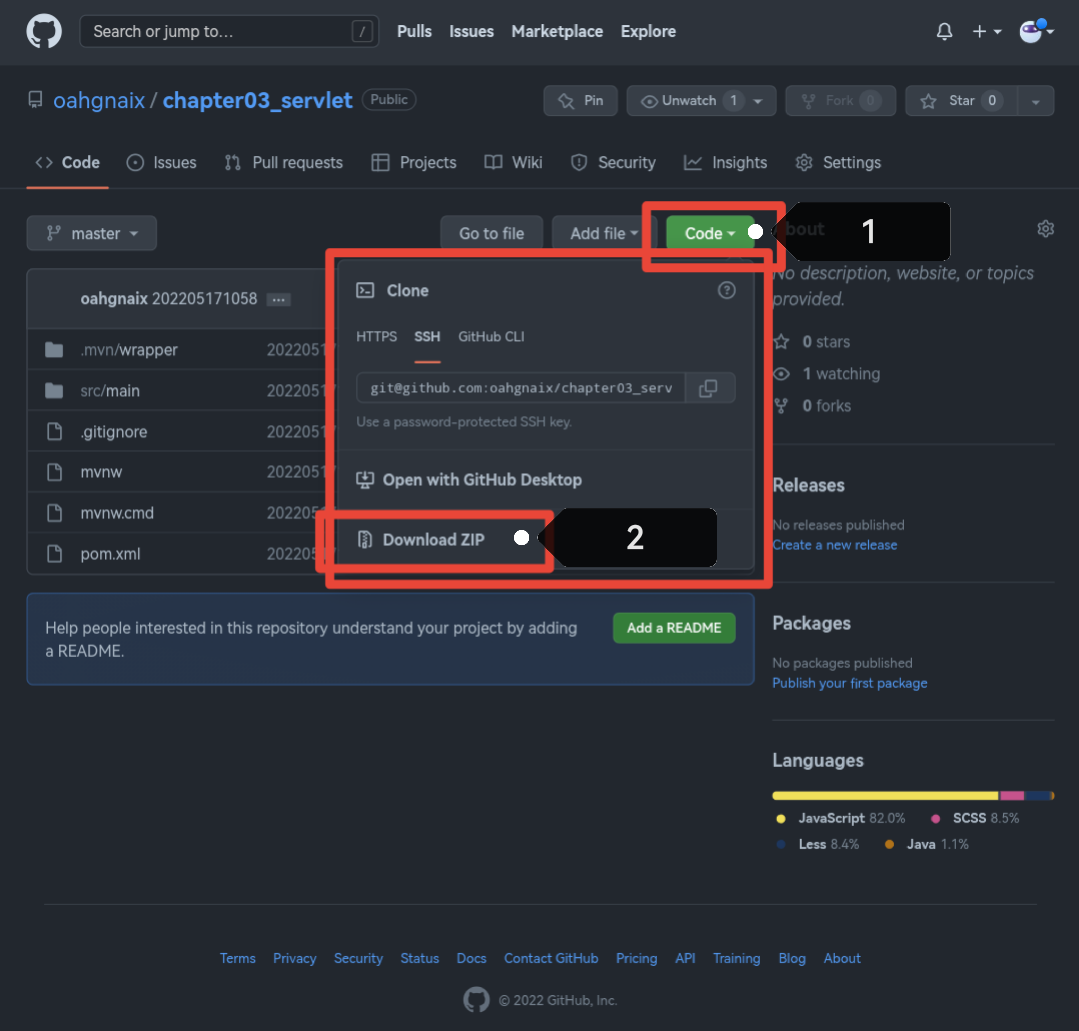 Search or jump to... /
Pulls Issues Marketplace Explore
oahgnaix / chapter03_servlet Public
Pin Unwatch 1 Fork 0 Star 0
Code Issues Pull requests Projects Wiki Security Insights Settings
master Go to file Add file Code 1
bout
No description, website, or topics
provided.
0 stars
1 watching
0 forks
oahgnaix 202205171058 ...
.mvn/wrapper
src/main
.gitignore
mvnw
mvnw.cmd
pom.xml
Clone
HTTPS SSH GitHub CLI
git@github.com:oahgnaix/chapter03_serv
Use a password-protected SSH key.
Open with GitHub Desktop
Download ZIP 2
Releases
No releases published
Create a new release
Help people interested in this repository understand your project by adding
a README.
Add a README
Packages
No packages published
Publish your first package
Languages
JavaScript 82.0% SCSS 8.5%
Less 8.4% Java 1.1%
Terms Privacy Security Status Docs Contact GitHub Pricing API Training Blog About
© 2022 GitHub, Inc.